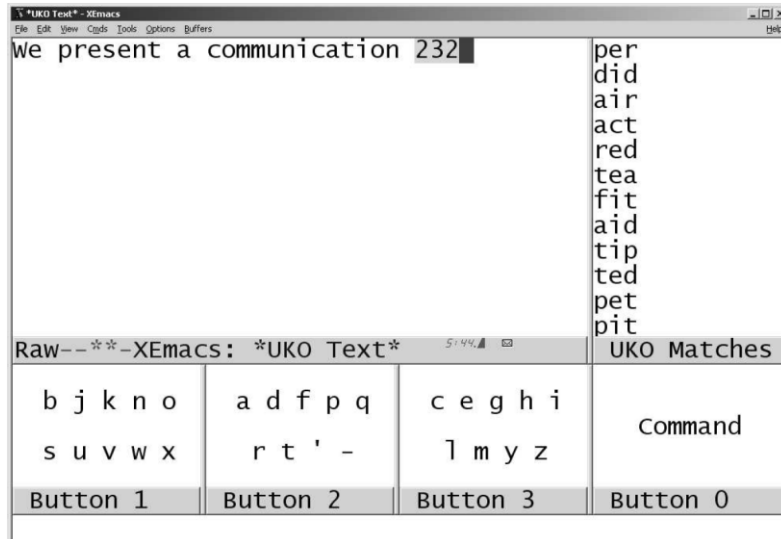 *UKO Text* - XEmacs
File Edit View Cmds Tools Options Buffers Help
We present a communication 232
per
did
air
act
red
tea
fit
aid
tip
ted
pet
pit
Raw--**-XEmacs: *UKO Text* 5:44 UKO Matches
b j k n o
s u v w x
a d f p q
r t ' -
c e g h i
l m y z
Command
Button 1 Button 2 Button 3 Button 0